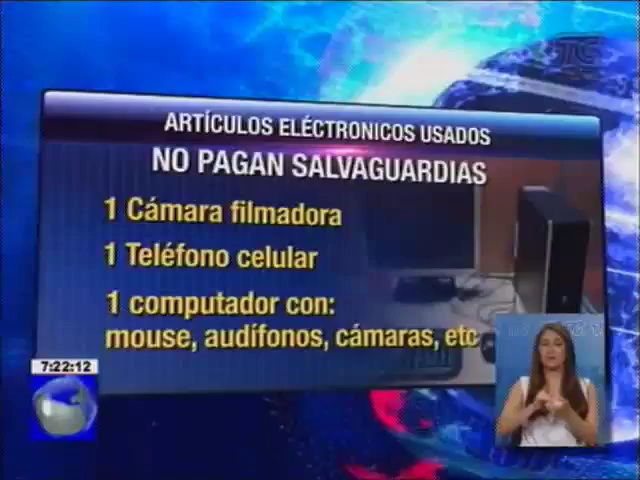 ARTÍCULOS ELÉCTRONICOS USADOS
NO PAGAN SALVAGUARDIAS
1 Cámara filmadora
1 Teléfono celular
1 computador con:
mouse, audífonos, cámaras, etc
7:22:12